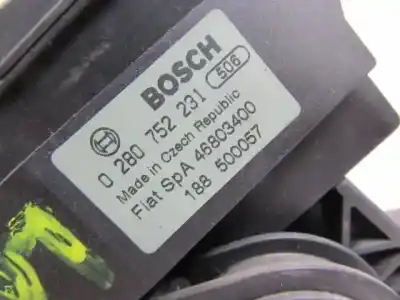 BOSCH 506
0 280 752 231
Made in Czech Republic
Fiat SpA 46803400
188 500057